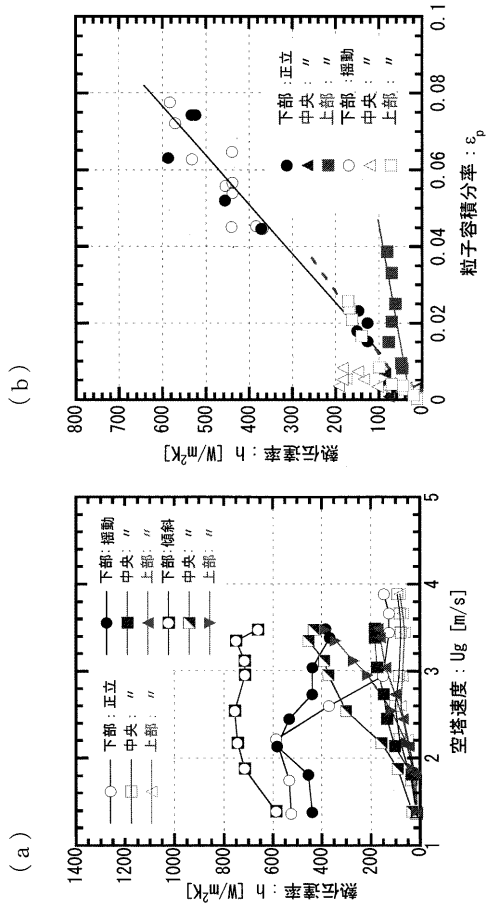 (a)
1400
1200
1000
800
600
400
200
0
熱伝達率：h [W/m²K]
1
2
3
4
5
空塔速度：Ug [m/s]
下部：正立
中央：〃
上部：〃
下部：揺動
中央：〃
上部：〃
下部：傾斜
中央：〃
上部：〃
(b)
800
700
600
500
400
300
200
100
0
熱伝達率：h [W/m²K]
0
0.02
0.04
0.06
0.08
0.1
粒子容積分率：εp
下部：正立
中央：〃
上部：〃
下部：揺動
中央：〃
上部：〃